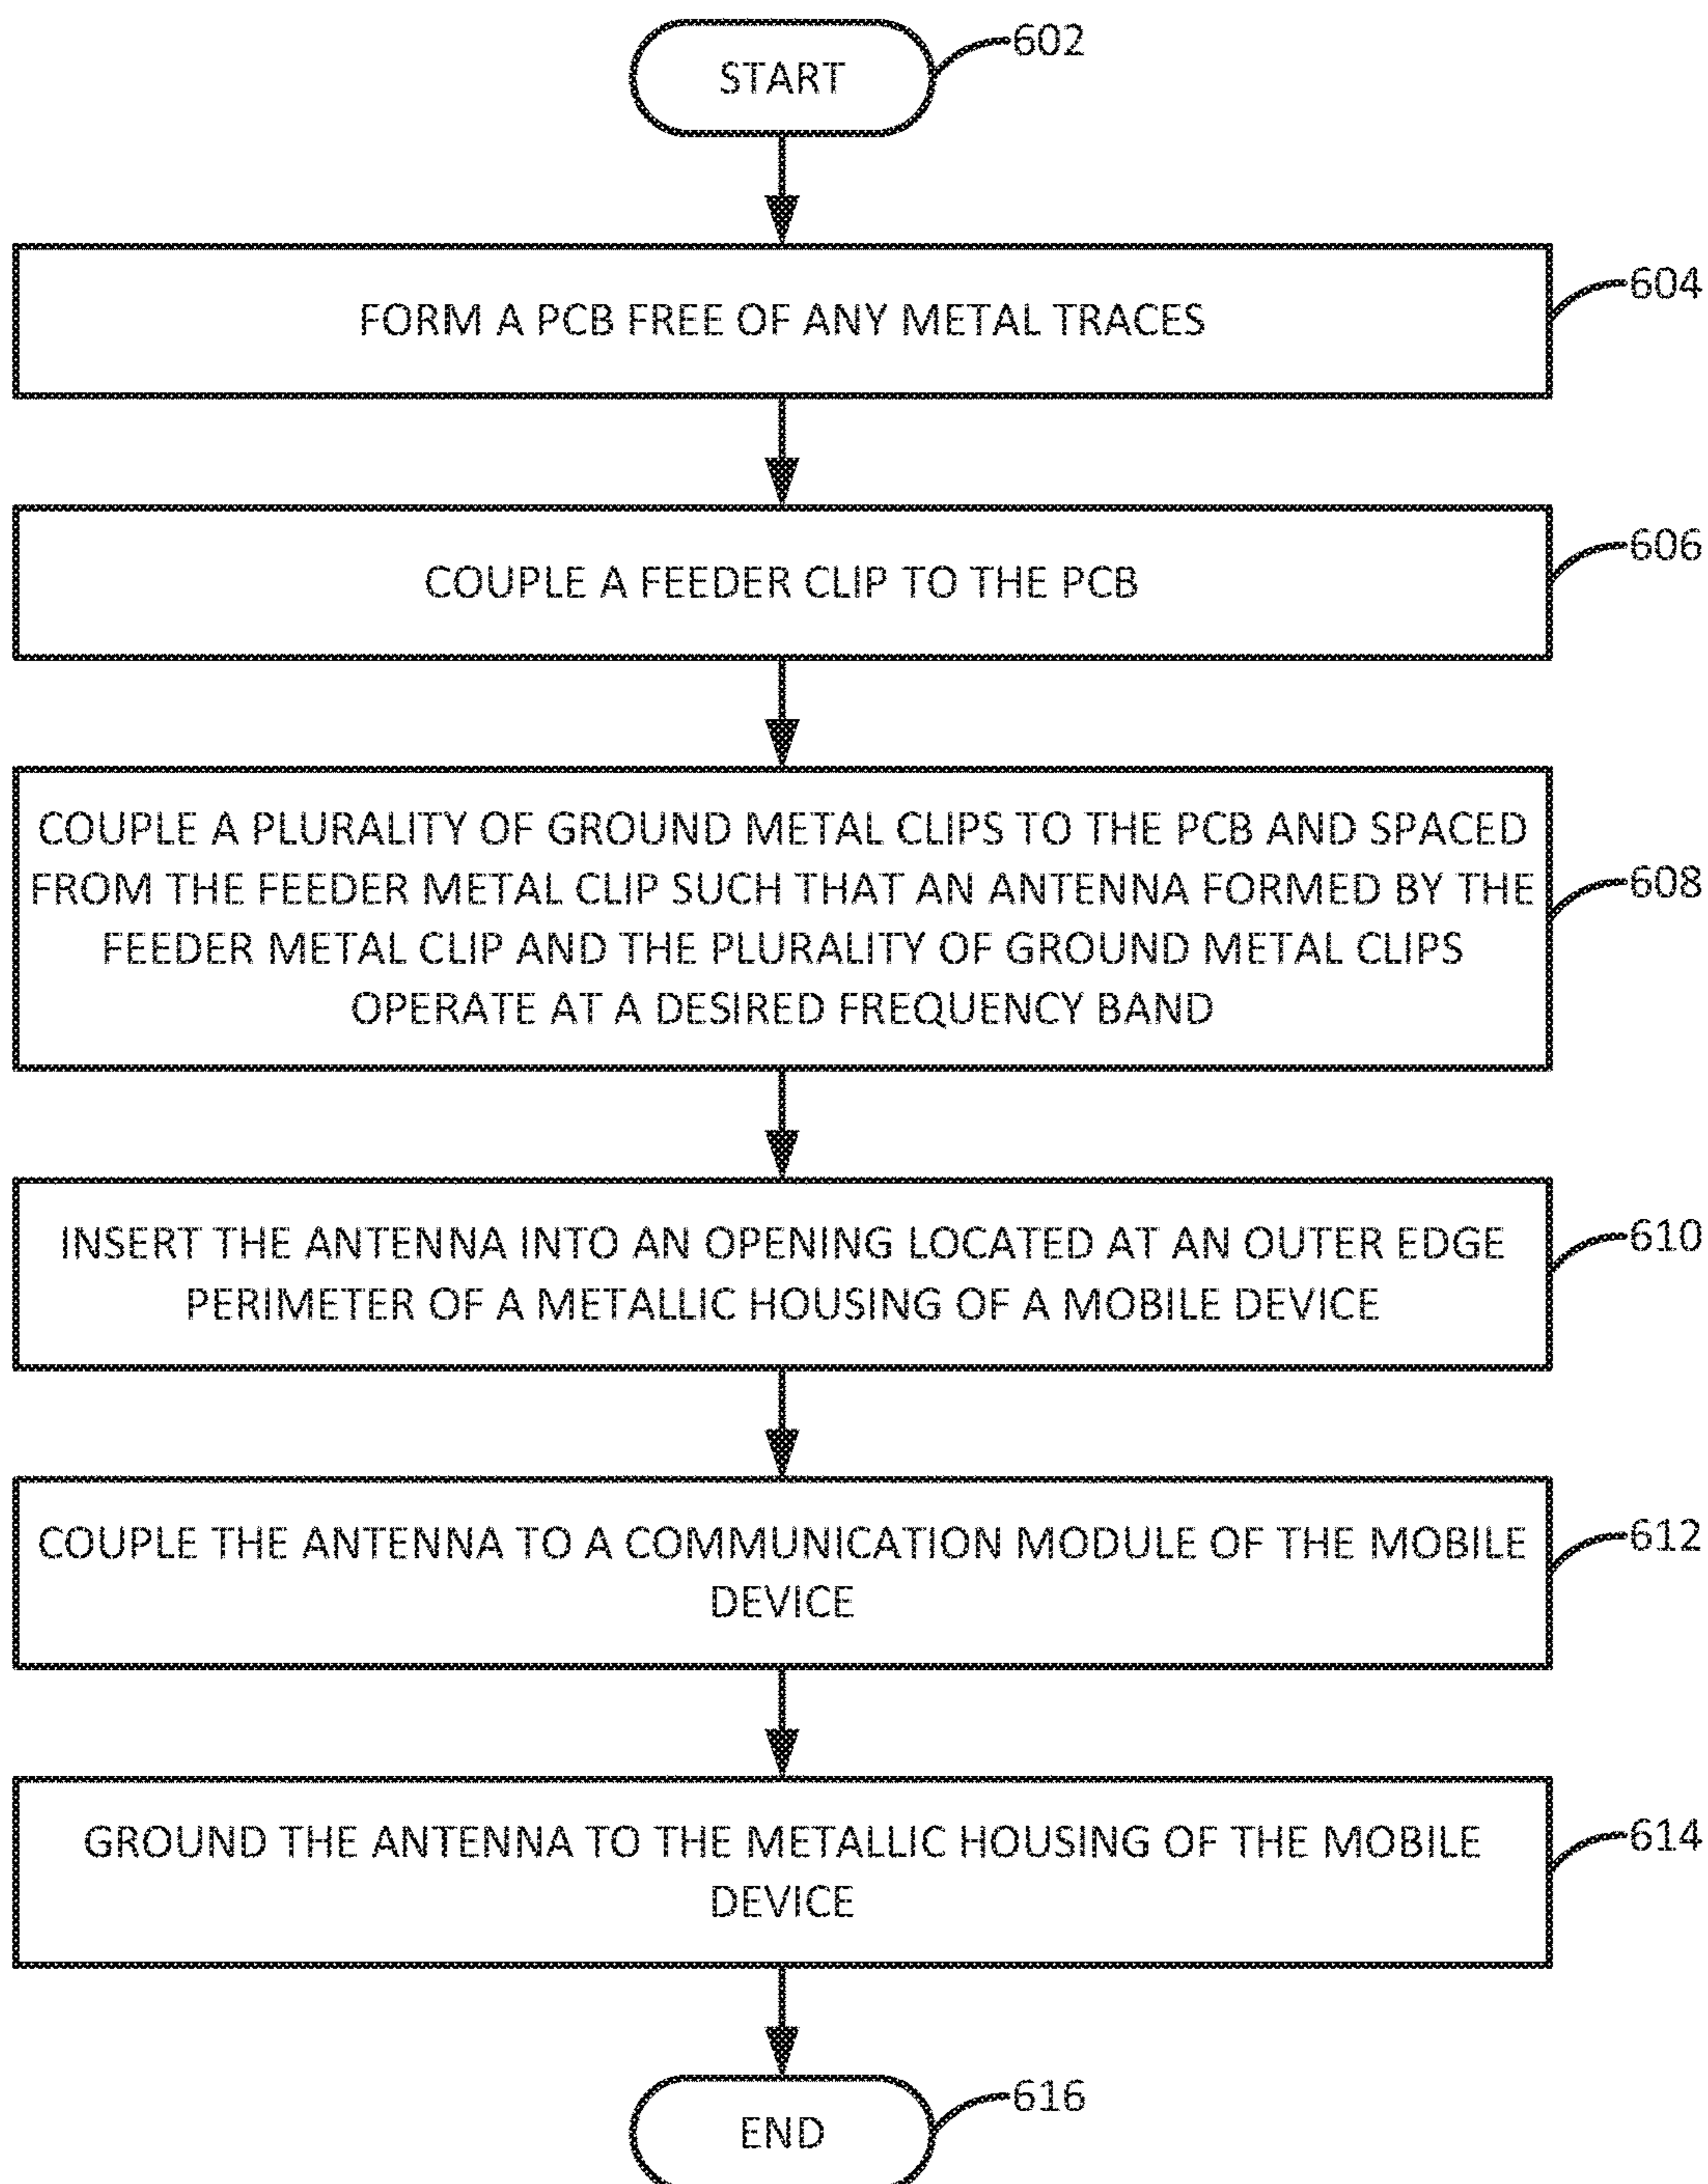 START
602
FORM A PCB FREE OF ANY METAL TRACES
604
COUPLE A FEEDER CLIP TO THE PCB
606
COUPLE A PLURALITY OF GROUND METAL CLIPS TO THE PCB AND SPACED
FROM THE FEEDER METAL CLIP SUCH THAT AN ANTENNA FORMED BY THE
FEEDER METAL CLIP AND THE PLURALITY OF GROUND METAL CLIPS
OPERATE AT A DESIRED FREQUENCY BAND
608
INSERT THE ANTENNA INTO AN OPENING LOCATED AT AN OUTER EDGE
PERIMETER OF A METALLIC HOUSING OF A MOBILE DEVICE
610
COUPLE THE ANTENNA TO A COMMUNICATION MODULE OF THE MOBILE
DEVICE
612
GROUND THE ANTENNA TO THE METALLIC HOUSING OF THE MOBILE
DEVICE
614
END
616